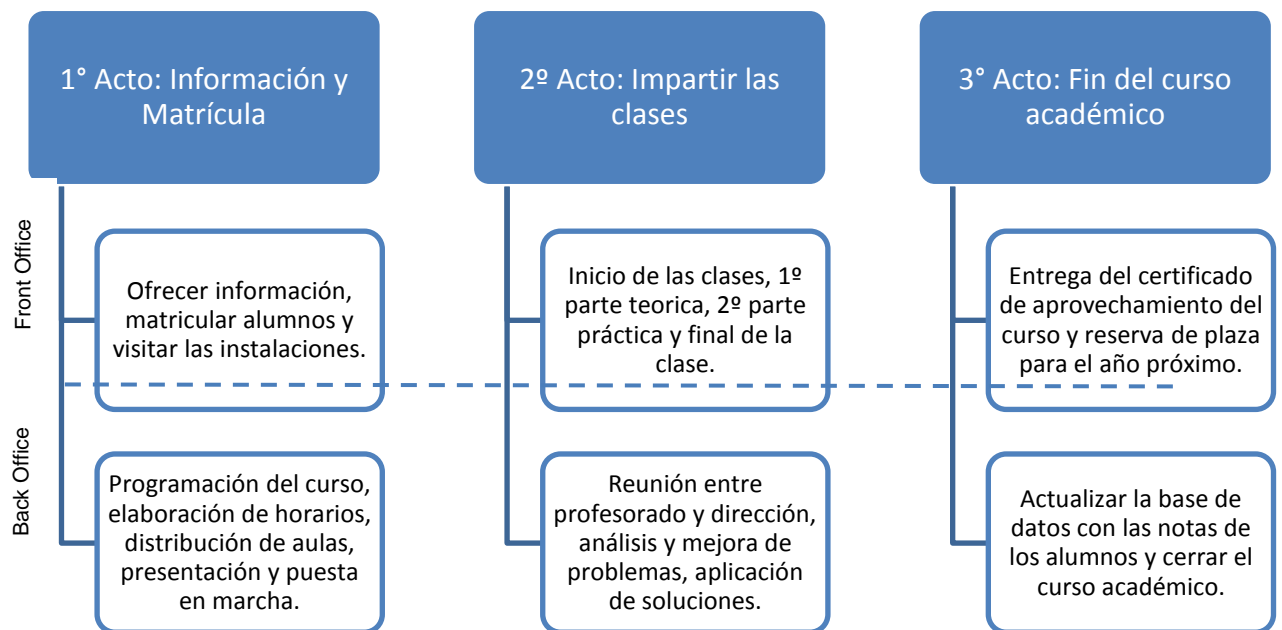 1° Acto: Información y
Matrícula
2º Acto: Impartir las
clases
3° Acto: Fin del curso
académico
Front Office
Ofrecer información,
matricular alumnos y
visitar las instalaciones.
Inicio de las clases, 1º
parte teorica, 2º parte
práctica y final de la
clase.
Entrega del certificado
de aprovechamiento del
curso y reserva de plaza
para el año próximo.
Back Office
Programación del curso,
elaboración de horarios,
distribución de aulas,
presentación y puesta
en marcha.
Reunión entre
profesorado y dirección,
análisis y mejora de
problemas, aplicación
de soluciones.
Actualizar la base de
datos con las notas de
los alumnos y cerrar el
curso académico.